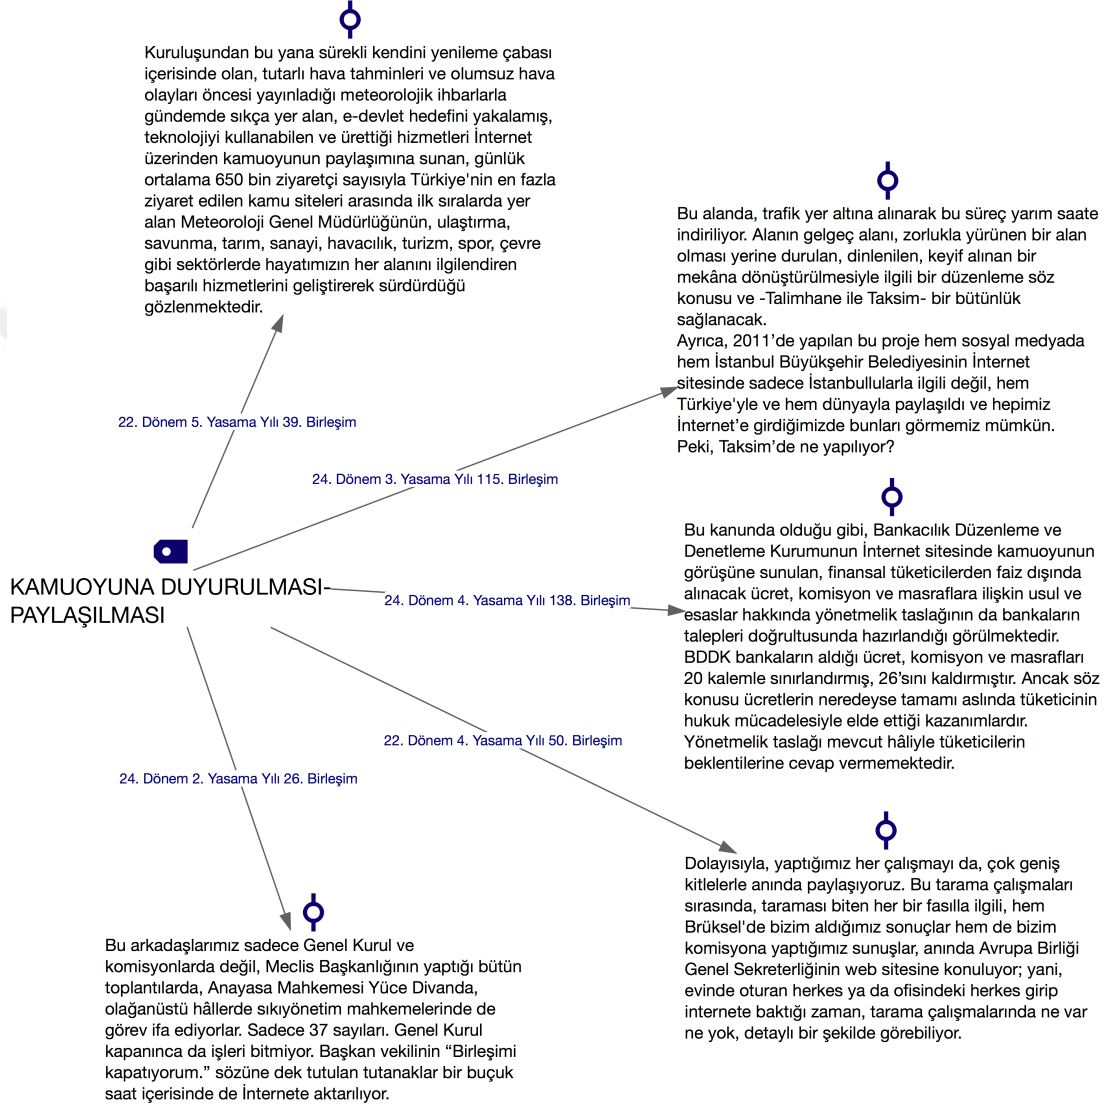 Kuruluşundan bu yana sürekli kendini yenileme çabası
içerisinde olan, tutarlı hava tahminleri ve olumsuz hava
olayları öncesi yayınladığı meteorolojik ihbarlarla
gündemde sıkça yer alan, e-devlet hedefini yakalamış,
teknolojiyi kullanabilen ve ürettiği hizmetleri İnternet
üzerinden kamuoyunun paylaşımına sunan, günlük
ortalama 650 bin ziyaretçi sayısıyla Türkiye'nin en fazla
ziyaret edilen kamu siteleri arasında ilk sıralarda yer
alan Meteoroloji Genel Müdürlüğünün, ulaştırma,
savunma, tarım, sanayi, havacılık, turizm, spor, çevre
gibi sektörlerde hayatımızın her alanını ilgilendiren
başarılı hizmetlerini geliştirerek sürdürdüğü
gözlenmektedir.
Bu alanda, trafik yer altına alınarak bu süreç yarım saate
indiriliyor. Alanın gelgeç alanı, zorlukla yürünen bir alan
olması yerine durulan, dinlenilen, keyif alınan bir
mekâna dönüştürülmesiyle ilgili bir düzenleme söz
konusu ve -Talimhane ile Taksim- bir bütünlük
sağlanacak.
Ayrıca, 2011’de yapılan bu proje hem sosyal medyada
hem İstanbul Büyükşehir Belediyesinin İnternet
sitesinde sadece İstanbullularla ilgili değil, hem
Türkiye'yle ve hem dünyayla paylaşıldı ve hepimiz
İnternet’e girdiğimizde bunları görmemiz mümkün.
Peki, Taksim’de ne yapılıyor?
22. Dönem 5. Yasama Yılı 39. Birleşim
24. Dönem 3. Yasama Yılı 115. Birleşim
KAMUOYUNA DUYURULMASI-
PAYLAŞILMASI
24. Dönem 4. Yasama Yılı 138. Birleşim
Bu kanunda olduğu gibi, Bankacılık Düzenleme ve
Denetleme Kurumunun İnternet sitesinde kamuoyunun
görüşüne sunulan, finansal tüketicilerden faiz dışında
alınacak ücret, komisyon ve masraflara ilişkin usul ve
esaslar hakkında yönetmelik taslağının da bankaların
talepleri doğrultusunda hazırlandığı görülmektedir.
BDDK bankaların aldığı ücret, komisyon ve masrafları
20 kalemle sınırlandırmış, 26’sını kaldırmıştır. Ancak söz
konusu ücretlerin neredeyse tamamı aslında tüketicinin
hukuk mücadelesiyle elde ettiği kazanımlardır.
Yönetmelik taslağı mevcut hâliyle tüketicilerin
beklentilerine cevap vermemektedir.
22. Dönem 4. Yasama Yılı 50. Birleşim
24. Dönem 2. Yasama Yılı 26. Birleşim
Dolayısıyla, yaptığımız her çalışmayı da, çok geniş
kitlelerle anında paylaşıyoruz. Bu tarama çalışmaları
sırasında, taraması biten her bir fasılla ilgili, hem
Brüksel'de bizim aldığımız sonuçlar hem de bizim
komisyona yaptığımız sunuşlar, anında Avrupa Birliği
Genel Sekreterliğinin web sitesine konuluyor; yani,
evinde oturan herkes ya da ofisindeki herkes girip
internete baktığı zaman, tarama çalışmalarında ne var
ne yok, detaylı bir şekilde görebiliyor.
Bu arkadaşlarımız sadece Genel Kurul ve
komisyonlarda değil, Meclis Başkanlığının yaptığı bütün
toplantılarda, Anayasa Mahkemesi Yüce Divanda,
olağanüstü hâllerde sıkıyönetim mahkemelerinde de
görev ifa ediyorlar. Sadece 37 sayıları. Genel Kurul
kapanınca da işleri bitmiyor. Başkan vekilinin “Birleşimi
kapatıyorum.” sözüne dek tutulan tutanaklar bir buçuk
saat içerisinde de İnternete aktarılıyor.